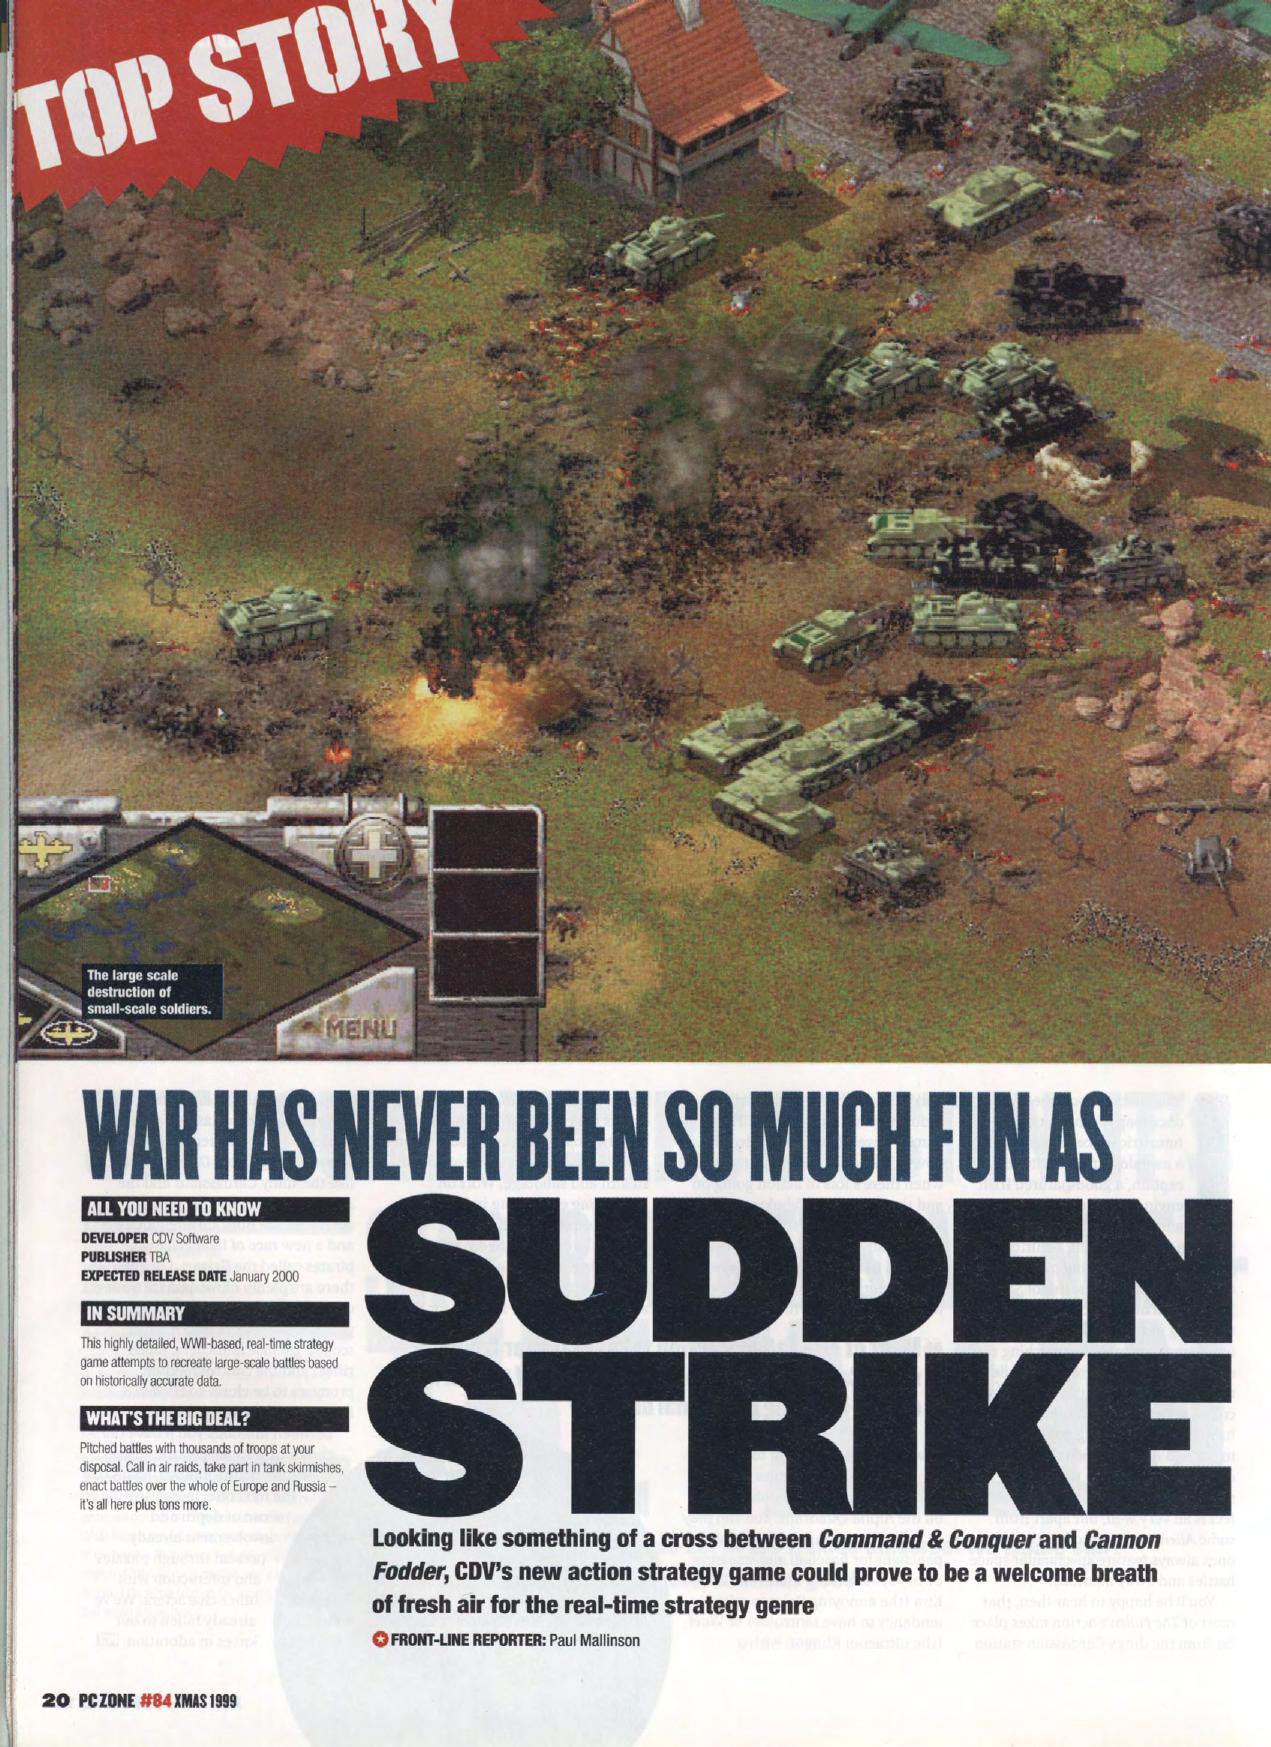 TOP STORY
The large scale
destruction of
small-scale soldiers.
MENU
WAR HAS NEVER BEEN SO MUCH FUN AS
SUDDEN
STRIKE
ALL YOU NEED TO KNOW
DEVELOPER CDV Software
PUBLISHER TBA
EXPECTED RELEASE DATE January 2000
IN SUMMARY
This highly detailed, WWII-based, real-time strategy
game attempts to recreate large-scale battles based
on historically accurate data.
WHAT'S THE BIG DEAL?
Pitched battles with thousands of troops at your
disposal. Call in air raids, take part in tank skirmishes,
enact battles over the whole of Europe and Russia –
it's all here plus tons more.
Looking like something of a cross between Command & Conquer and Cannon
Fodder, CDV's new action strategy game could prove to be a welcome breath
of fresh air for the real-time strategy genre
FRONT-LINE REPORTER: Paul Mallinson
20 PC ZONE #84 XMAS 1999